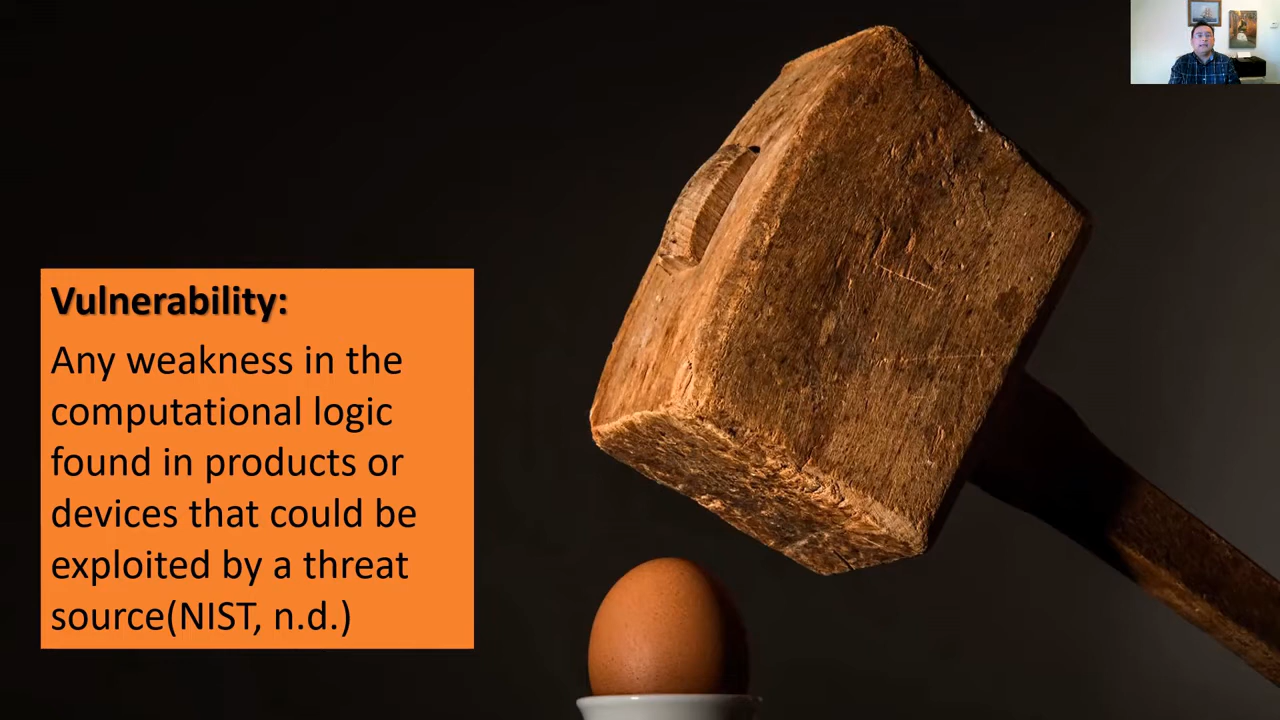 Vulnerability:
Any weakness in the
computational logic
found in products or
devices that could be
exploited by a threat
source(NIST, n.d.)